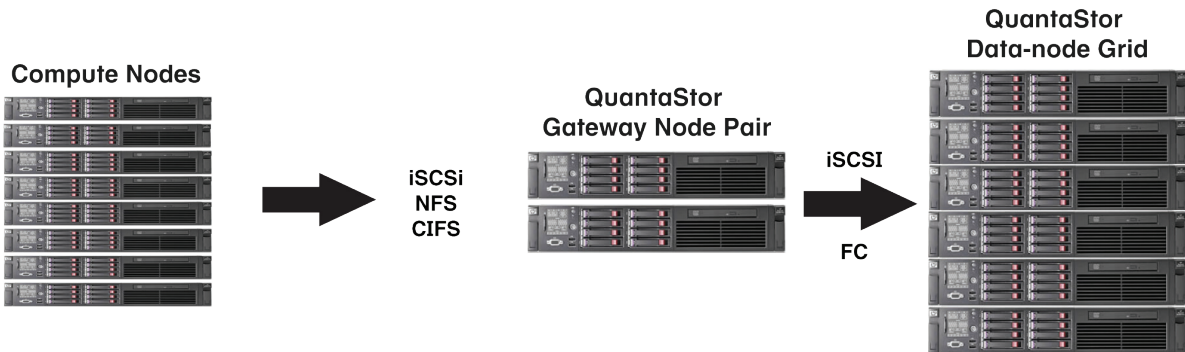 Compute Nodes
iSCSi
NFS
CIFS
QuantaStor
Gateway Node Pair
iSCSI
FC
QuantaStor
Data-node Grid